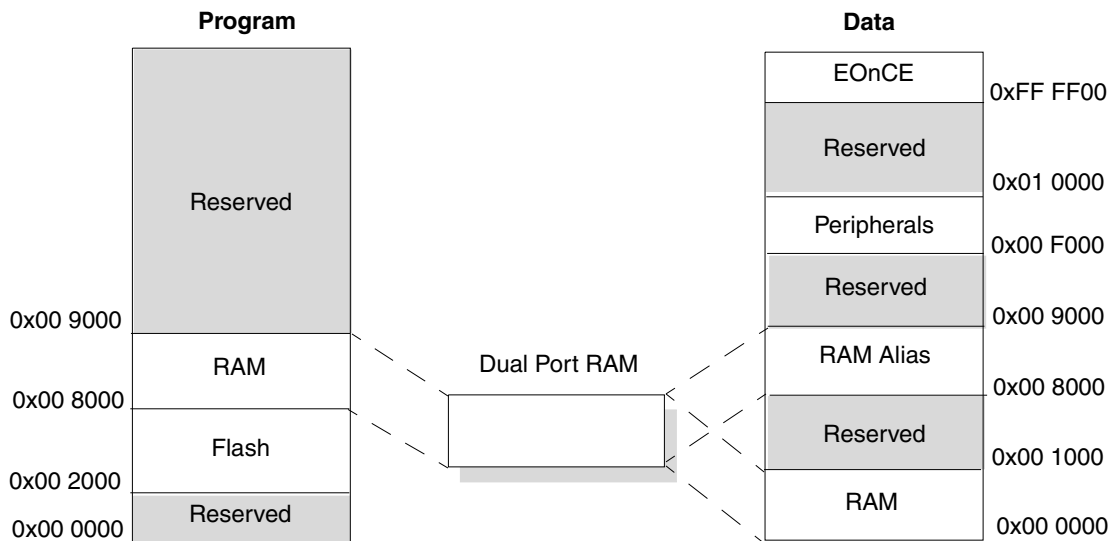 Program
Reserved
0x00 9000
RAM
0x00 8000
Flash
0x00 2000
Reserved
0x00 0000
Dual Port RAM
Data
EOnCE
0xFF FF00
Reserved
0x01 0000
Peripherals
0x00 F000
Reserved
0x00 9000
RAM Alias
0x00 8000
Reserved
0x00 1000
RAM
0x00 0000